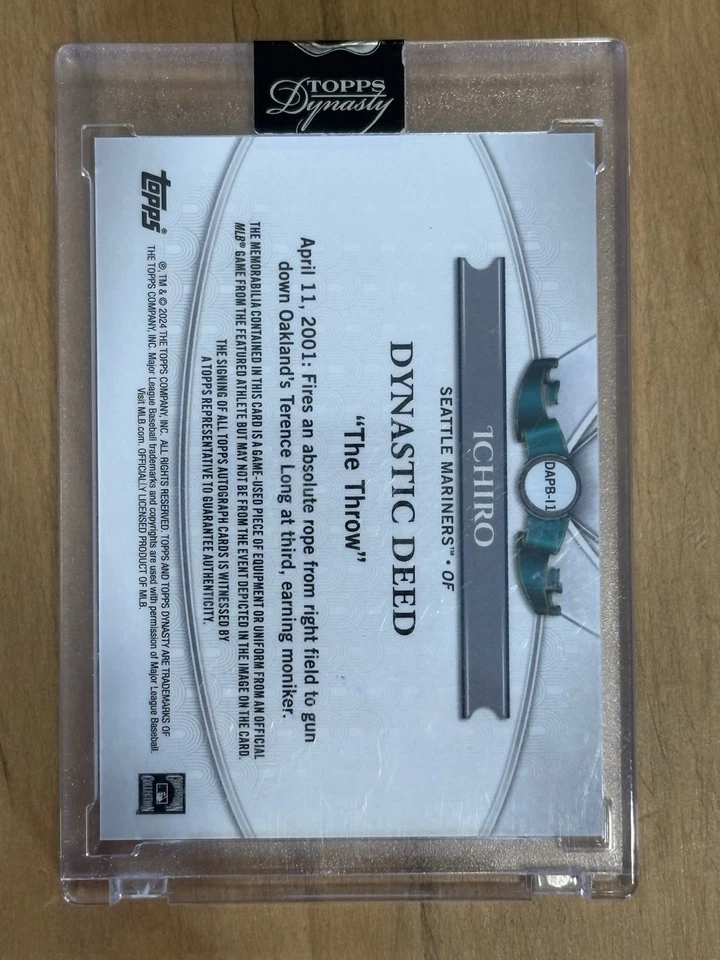 TOPPS
Dynasty
DAPB-I1
ICHIRO
SEATTLE MARINERS™ • OF
DYNASTIC DEED
“The Throw”
April 11, 2001: Fires an absolute rope from right field to gun
down Oakland's Terence Long at third, earning moniker.
THE MEMORABILIA CONTAINED IN THIS CARD IS A GAME-USED PIECE OF EQUIPMENT OR UNIFORM FROM AN OFFICIAL
MLB® GAME FROM THE FEATURED ATHLETE BUT MAY NOT BE FROM THE EVENT DEPICTED IN THE IMAGE ON THE CARD.
THE SIGNING OF ALL TOPPS AUTOGRAPH CARDS IS WITNESSED BY
A TOPPS REPRESENTATIVE TO GUARANTEE AUTHENTICITY.
topps®
®, TM & © 2024 THE TOPPS COMPANY, INC. ALL RIGHTS RESERVED. TOPPS AND TOPPS DYNASTY ARE TRADEMARKS OF
THE TOPPS COMPANY, INC. Major League Baseball trademarks and copyrights are used with permission of Major League Baseball.
Visit MLB.com. OFFICIALLY LICENSED PRODUCT OF MLB.
COOPERSTOWN
COLLECTION